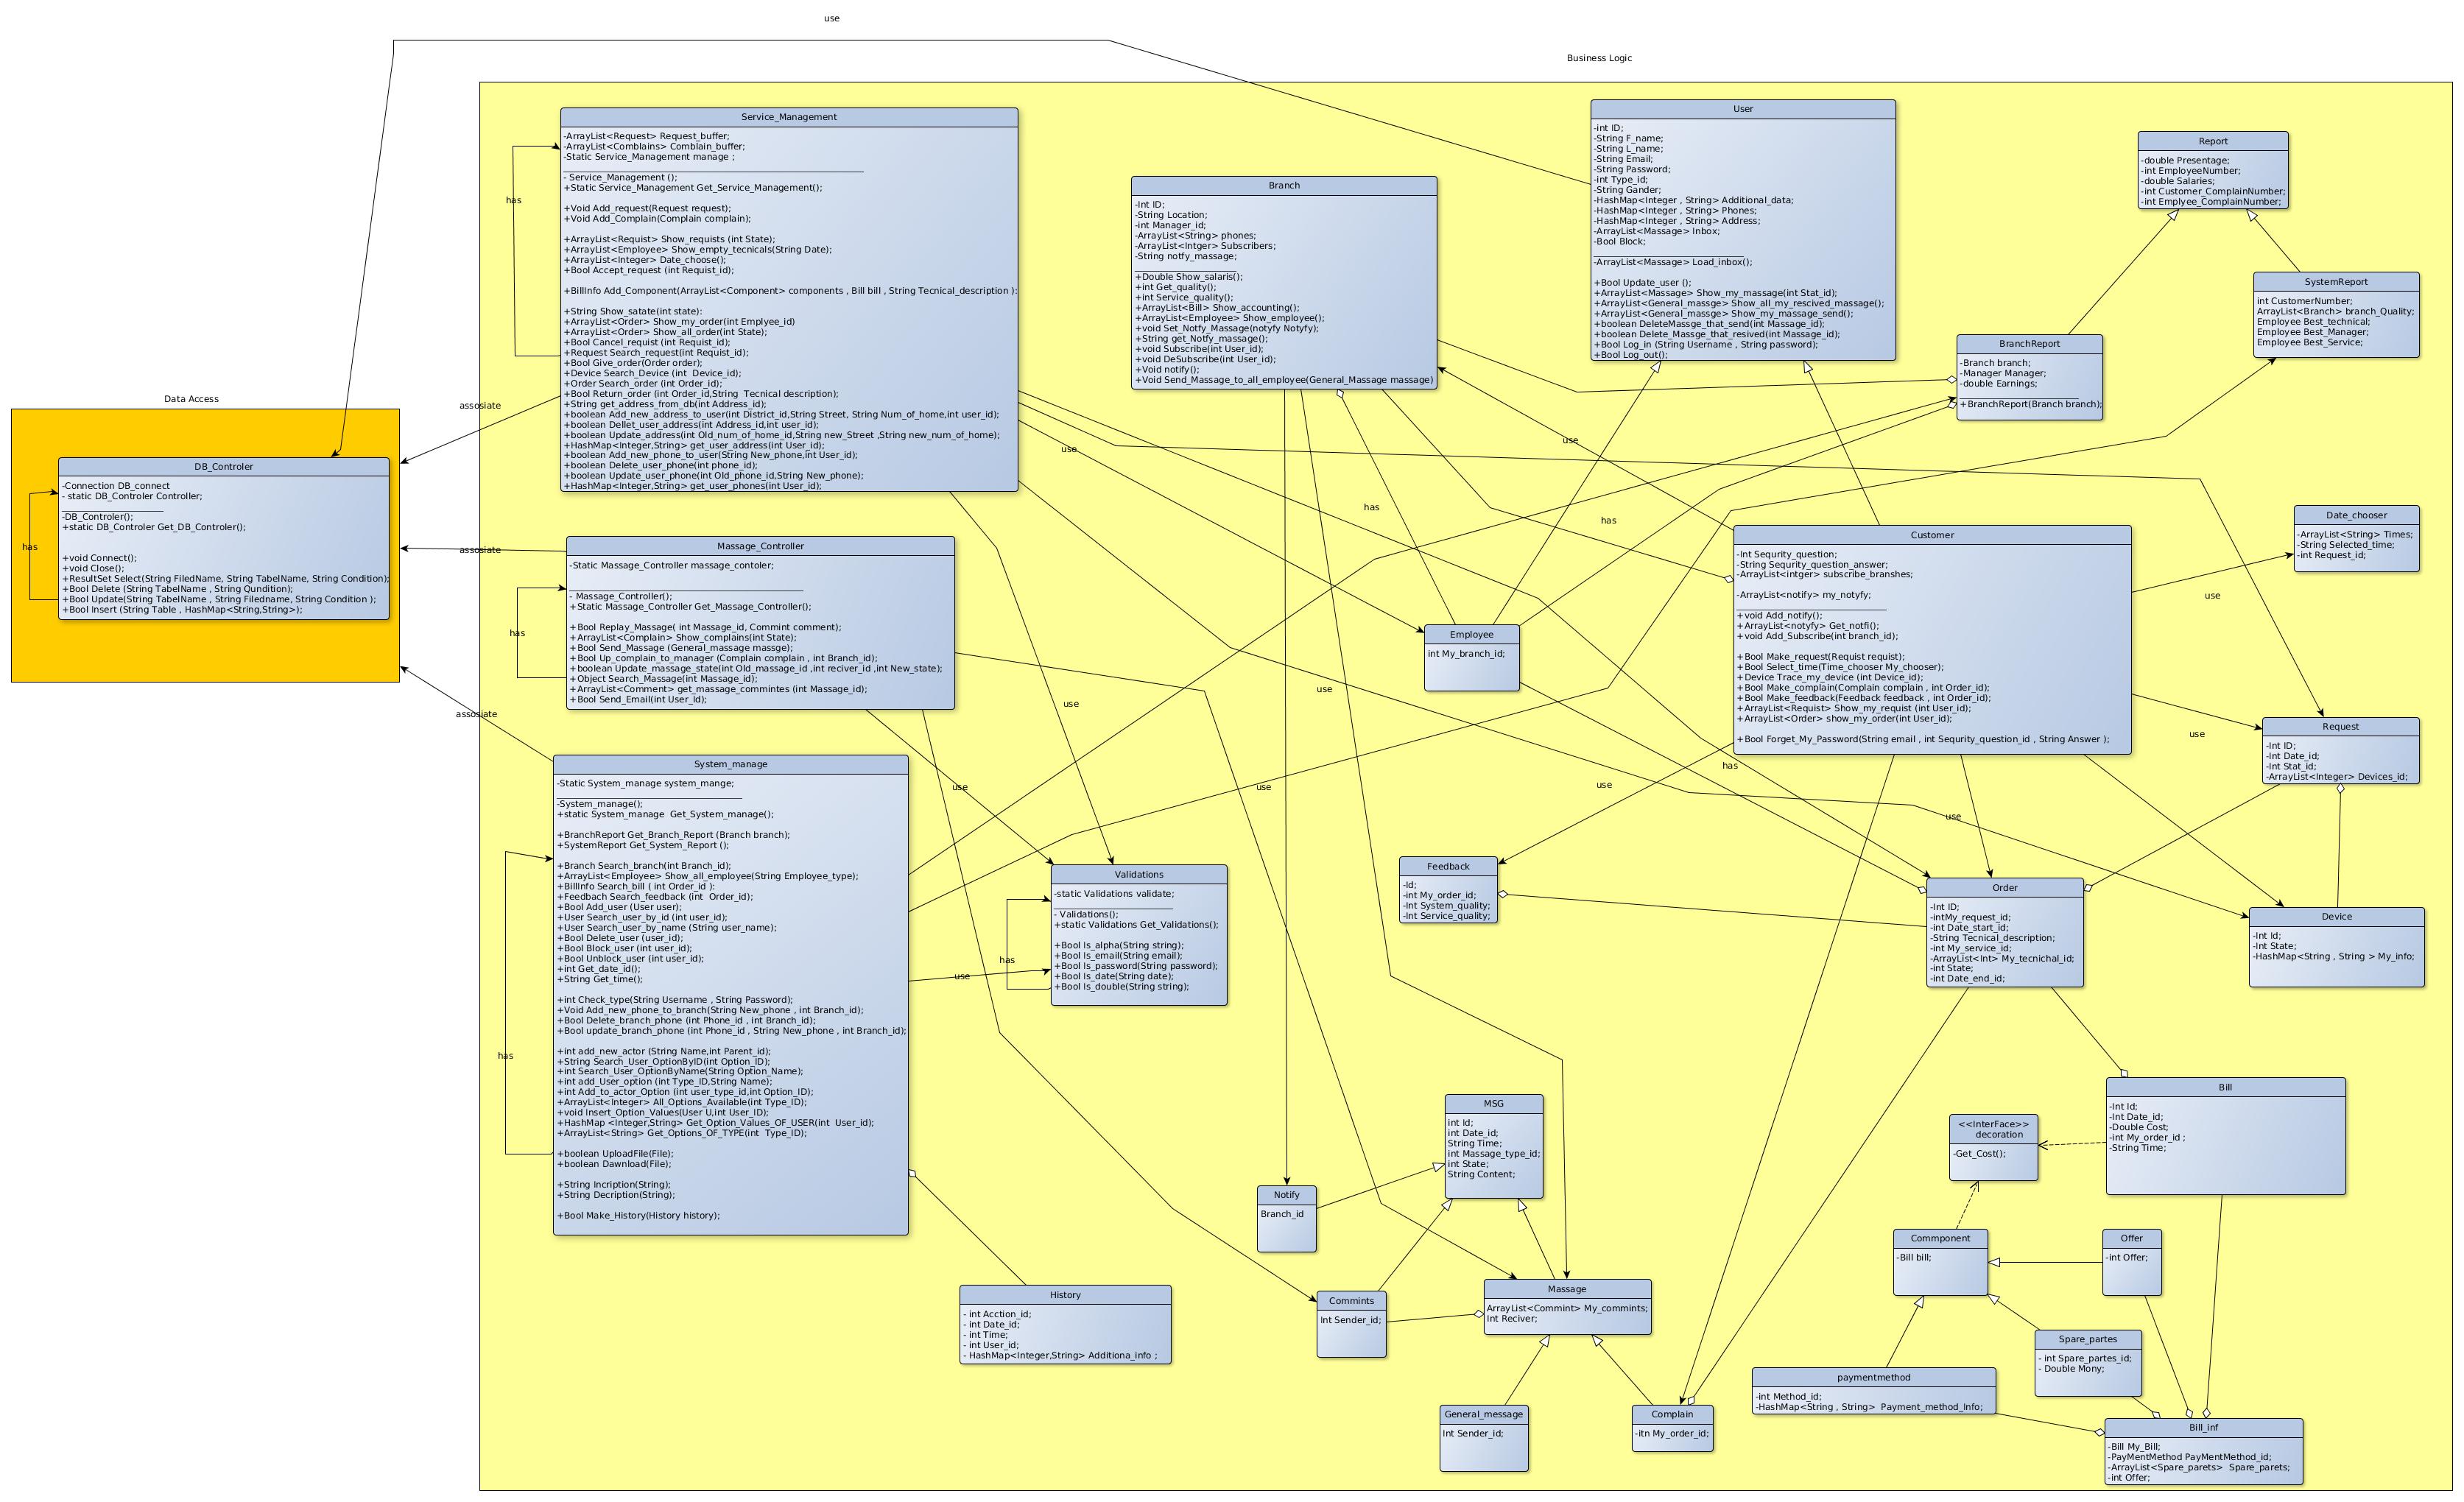 use
Business Logic
Service_Management
-ArrayList<Request> Request_buffer;
-ArrayList<Comblains> Comblain_buffer;
-Static Service_Management manage ;
- Service_Management ();
+Static Service_Management Get_Service_Management();
+Void Add_request(Request request);
+Void Add_Complain(Complain complain);
+ArrayList<Requist> Show_requists (int State);
+ArrayList<Employee> Show_empty_tecnicals(String Date);
+ArrayList<Integer> Date_choose();
+Bool Accept_request (int Requist_id);
+BillInfo Add_Component(ArrayList<Component> components , Bill bill , String Tecnical_description ):
+String Show_satate(int state):
+ArrayList<Order> Show_my_order(int Emplyee_id)
+ArrayList<Order> Show_all_order(int State);
+Bool Cancel_requist (int Requist_id);
+Request Search_request(int Requist_id);
+Bool Give_order(Order order);
+Device Search_Device (int  Device_id);
+Order Search_order (int Order_id);
+Bool Return_order (int Order_id,String  Tecnical description);
+String get_address_from_db(int Address_id);
+boolean Add_new_address_to_user(int District_id,String Street, String Num_of_home,int user_id);
+boolean Dellet_user_address(int Address_id,int user_id);
+boolean Update_address(int Old_num_of_home_id,String new_Street ,String new_num_of_home);
+HashMap<Integer,String> get_user_address(int User_id);
+boolean Add_new_phone_to_user(String New_phone,int User_id);
+boolean Delete_user_phone(int phone_id);
+boolean Update_user_phone(int Old_phone_id,String New_phone);
+HashMap<Integer,String> get_user_phones(int User_id);
has
Branch
-Int ID;
-String Location;
-int Manager_id;
-ArrayList<String> phones;
-ArrayList<Intger> Subscribers;
-String notfy_massage;
+Double Show_salaris();
+int Get_quality();
+int Service_quality();
+ArrayList<Bill> Show_accounting();
+ArrayList<Employee> Show_employee();
+void Set_Notfy_Massage(notyfy Notyfy);
+String get_Notfy_massage();
+void Subscribe(int User_id);
+void DeSubscribe(int User_id);
+Void notify();
+Void Send_Massage_to_all_employee(General_Massage massage)
User
-int ID;
-String F_name;
-String L_name;
-String Email;
-String Password;
-int Type_id;
-String Gander;
-HashMap<Integer , String> Additional_data;
-HashMap<Integer , String> Phones;
-HashMap<Integer , String> Address;
-ArrayList<Massage> Inbox;
-Bool Block;
-ArrayList<Massage> Load_inbox();
+Bool Update_user ();
+ArrayList<Massage> Show_my_massage(int Stat_id);
+ArrayList<General_massge> Show_all_my_rescived_massage();
+ArrayList<General_massge> Show_my_massage_send();
+boolean DeleteMassge_that_send(int Massage_id);
+boolean Delete_Massge_that_resived(int Massage_id);
+Bool Log_in (String Username , String password);
+Bool Log_out();
Report
-double Presentage;
-int EmployeeNumber;
-double Salaries;
-int Customer_ComplainNumber;
-int Emplyee_ComplainNumber;
SystemReport
int CustomerNumber;
ArrayList<Branch> branch_Quality;
Employee Best_technical;
Employee Best_Manager;
Employee Best_Service;
BranchReport
-Branch branch;
-Manager Manager;
-double Earnings;
+BranchReport(Branch branch);
Data Access
DB_Controler
-Connection DB_connect
- static DB_Controler Controller;
-DB_Controler();
+static DB_Controler Get_DB_Controler();
+void Connect();
+void Close();
+ResultSet Select(String FiledName, String TabelName, String Condition);
+Bool Delete (String TabelName , String Qundition);
+Bool Update(String TabelName , String Filedname, String Condition );
+Bool Insert (String Table , HashMap<String,String>);
has
assosiate
assosiate
assosiate
use
use
has
has
Massage_Controller
-Static Massage_Controller massage_contoler;
- Massage_Controller();
+Static Massage_Controller Get_Massage_Controller();
+Bool Replay_Massage( int Massage_id, Commint comment);
+ArrayList<Complain> Show_complains(int State);
+Bool Send_Massage (General_massage massge);
+Bool Up_complain_to_manager (Complain complain , int Branch_id);
+boolean Update_massage_state(int Old_massage_id ,int reciver_id ,int New_state);
+Object Search_Massage(int Massage_id);
+ArrayList<Comment> get_massage_commintes (int Massage_id);
+Bool Send_Email(int User_Id);
has
Employee
int My_branch_id;
Customer
-Int Sequrity_question;
-String Sequrity_question_answer;
-ArrayList<intger> subscribe_branshes;
-ArrayList<notify> my_notyfy;
+void Add_notify();
+ArrayList<notyfy> Get_notfi();
+void Add_Subscribe(int branch_id);
+Bool Make_request(Requist requist);
+Bool Select_time(Time_chooser My_chooser);
+Device Trace_my_device (int Device_id);
+Bool Make_complain(Complain complain , int Order_id);
+Bool Make_feedback(Feedback feedback , int Order_id);
+ArrayList<Requist> Show_my_requist (int User_id);
+ArrayList<Order> show_my_order(int User_id);
+Bool Forget_My_Password(String email , int Sequrity_question_id , String Answer );
Date_chooser
-ArrayList<String> Times;
-String Selected_time;
-int Request_id;
use
Request
-Int ID;
-Int Date_id;
-Int Stat_id;
-ArrayList<Integer> Devices_id;
use
use
use
has
use
use
use
use
use
System_manage
-Static System_manage system_mange;
-System_manage();
+static System_manage  Get_System_manage();
+BranchReport Get_Branch_Report (Branch branch);
+SystemReport Get_System_Report ();
+Branch Search_branch(int Branch_id);
+ArrayList<Employee> Show_all_employee(String Employee_type);
+BillInfo Search_bill ( int Order_id ):
+Feedbach Search_feedback (int  Order_id);
+Bool Add_user (User user);
+User Search_user_by_id (int user_id);
+User Search_user_by_name (String user_name);
+Bool Delete_user (user_id);
+Bool Block_user (int user_id);
+Bool Unblock_user (int user_id);
+int Get_date_id();
+String Get_time();
+int Check_type(String Username , String Password);
+Void Add_new_phone_to_branch(String New_phone , int Branch_id);
+Bool Delete_branch_phone (int Phone_id , int Branch_id);
+Bool update_branch_phone (int Phone_id , String New_phone , int Branch_id);
+int add_new_actor (String Name,int Parent_id);
+String Search_User_OptionByID(int Option_ID);
+int Search_User_OptionByName(String Option_Name);
+int add_User_option (int Type_ID,String Name);
+int Add_to_actor_Option (int user_type_id,int Option_ID);
+ArrayList<Integer> All_Options_Available(int Type_ID);
+void Insert_Option_Values(User U,int User_ID);
+HashMap <Integer,String> Get_Option_Values_OF_USER(int  User_id);
+ArrayList<String> Get_Options_OF_TYPE(int  Type_ID);
+boolean UploadFile(File);
+boolean Dawnload(File);
+String Incription(String);
+String Decription(String);
+Bool Make_History(History history);
has
Validations
-static Validations validate;
- Validations();
+static Validations Get_Validations();
+Bool Is_alpha(String string);
+Bool Is_email(String email);
+Bool Is_password(String password);
+Bool Is_date(String date);
+Bool Is_double(String string);
has
Feedback
-Id;
-int My_order_id;
-Int System_quality;
-Int Service_quality;
Order
-Int ID;
-intMy_request_id;
-int Date_start_id;
-String Tecnical_description;
-int My_service_id;
-ArrayList<Int> My_tecnichal_id;
-int State;
-int Date_end_id;
Device
-Int Id;
-Int State;
-HashMap<String , String > My_info;
MSG
int Id;
int Date_id;
String Time;
int Massage_type_id;
int State;
String Content;
Bill
-Int Id;
-Int Date_id;
-Double Cost;
-int My_order_id ;
-String Time;
<<InterFace>>
decoration
-Get_Cost();
Notify
Branch_id
Commponent
-Bill bill;
Offer
-int Offer;
History
- int Acction_id;
- int Date_id;
- int Time;
- int User_id;
- HashMap<Integer,String> Additiona_info ;
Commints
Int Sender_id;
Massage
ArrayList<Commint> My_commints;
Int Reciver;
Spare_partes
- int Spare_partes_id;
- Double Mony;
paymentmethod
-int Method_id;
-HashMap<String , String>  Payment_method_Info;
General_message
Int Sender_id;
Complain
-itn My_order_id;
Bill_inf
-Bill My_Bill;
-PayMentMethod PayMentMethod_id;
-ArrayList<Spare_parets>  Spare_parets;
-int Offer;